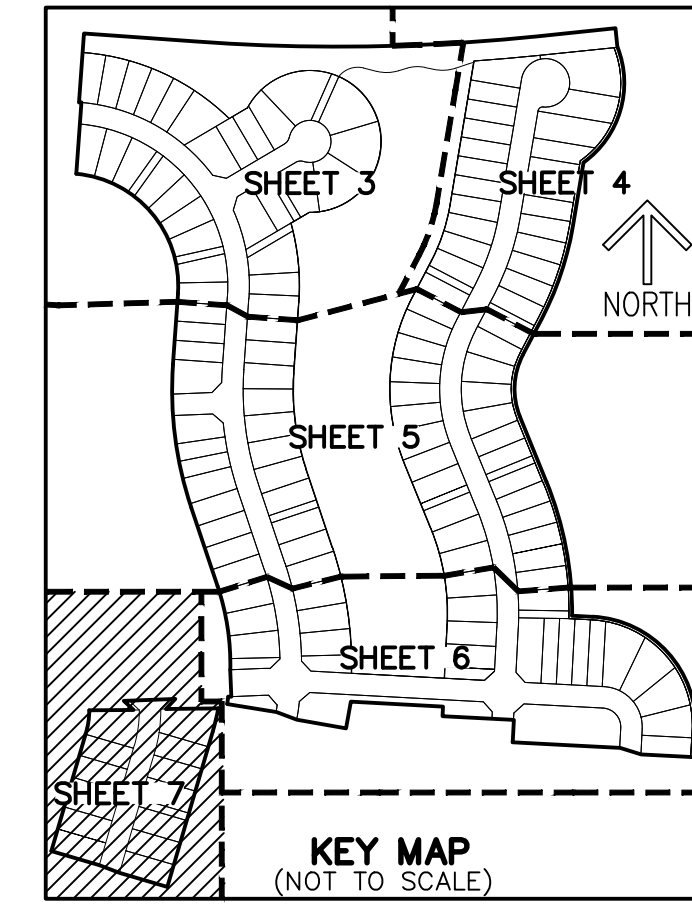 SHEET 3
SHEET 4
NORTH
SHEET 5
SHEET 6
SHEET 7
KEY MAP
(NOT TO SCALE)